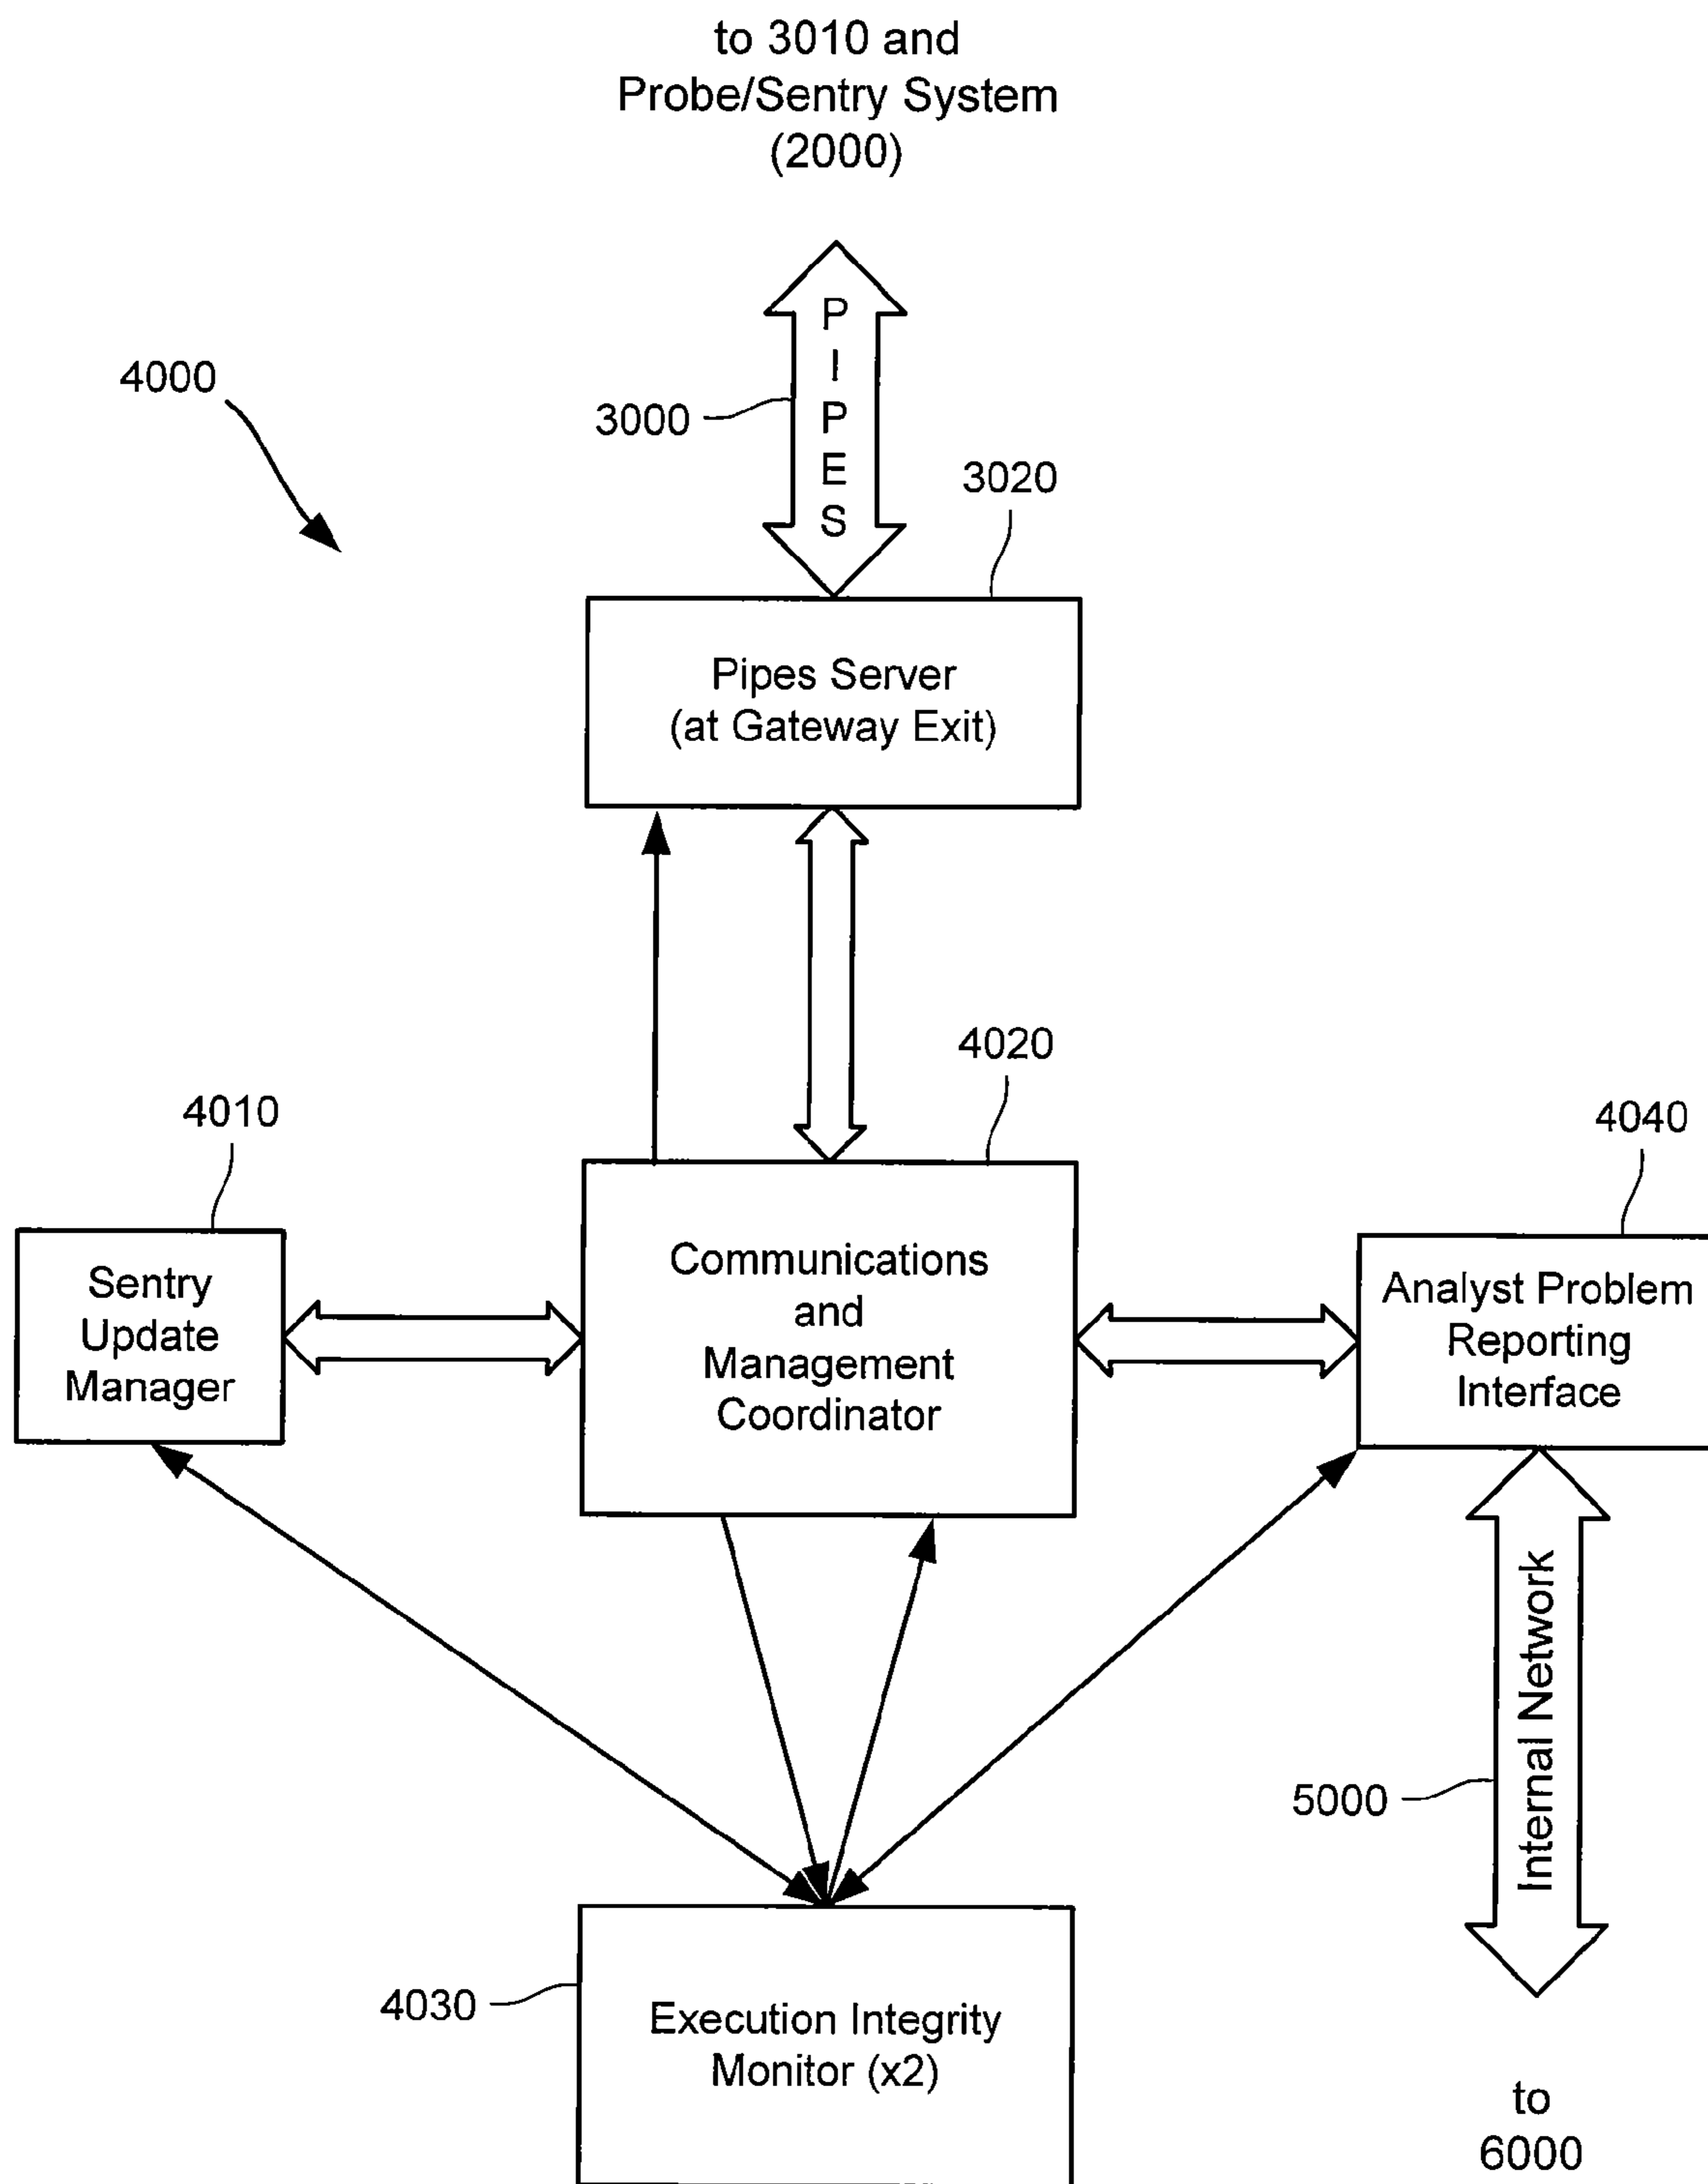 to 3010 and
Probe/Sentry System
(2000)
4000
3000
PIPES
3020
Pipes Server
(at Gateway Exit)
4020
4010
4040
Sentry
Update
Manager
Communications
and
Management
Coordinator
Analyst Problem
Reporting
Interface
5000
Internal Network
4030
Execution Integrity
Monitor (x2)
to
6000